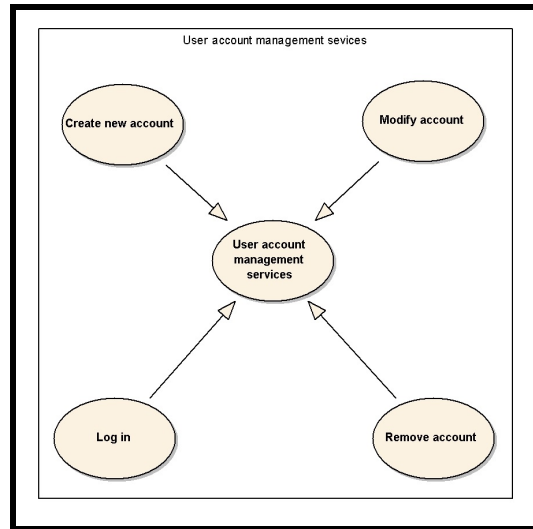 User account management sevices
Create new account
Modify account
User account
management
services
Log in
Remove account